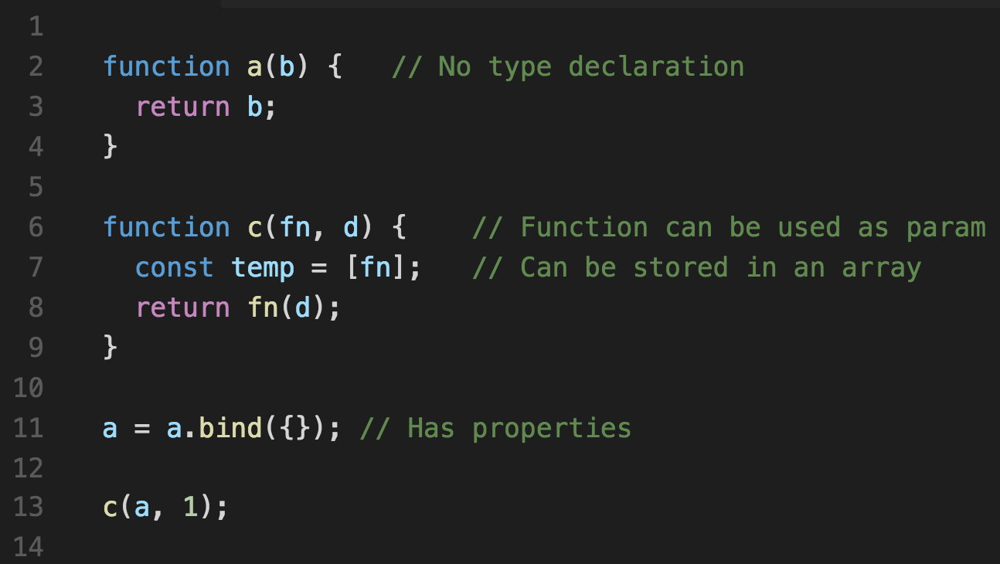 1
2 function a(b) {   // No type declaration
3   return b;
4 }
5
6 function c(fn, d) {    // Function can be used as param
7   const temp = [fn];   // Can be stored in an array
8   return fn(d);
9 }
10
11 a = a.bind({}); // Has properties
12
13 c(a, 1);
14